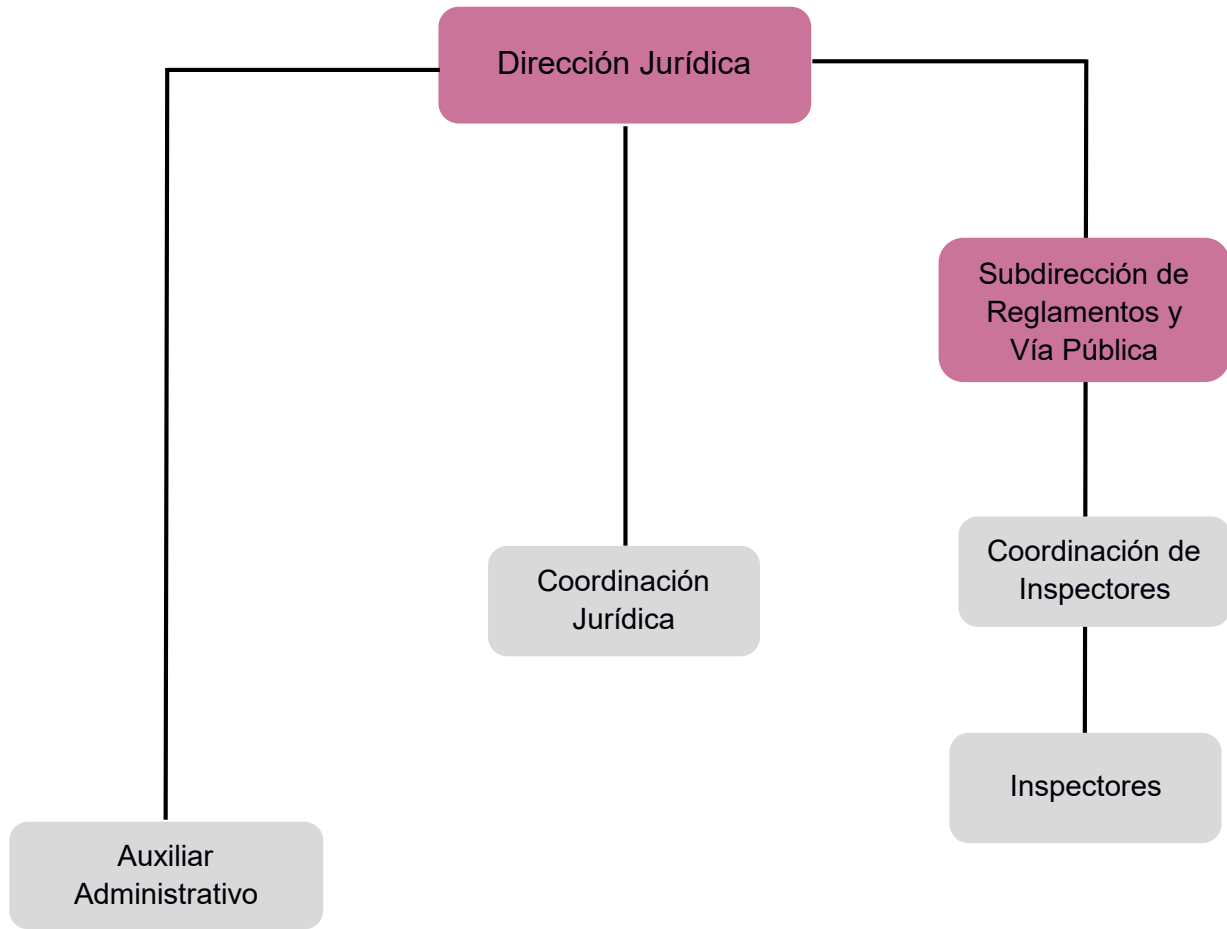 Dirección Jurídica
Subdirección de
Reglamentos y
Vía Pública
Coordinación de
Inspectores
Coordinación
Jurídica
Inspectores
Auxiliar
Administrativo